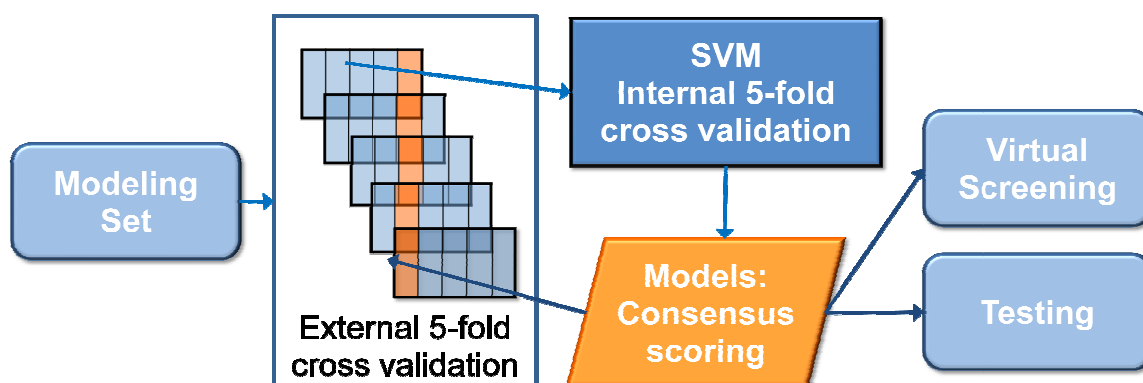 Modeling
Set
External 5-fold
cross validation
SVM
Internal 5-fold
cross validation
Models:
Consensus
scoring
Virtual
Screening
Testing